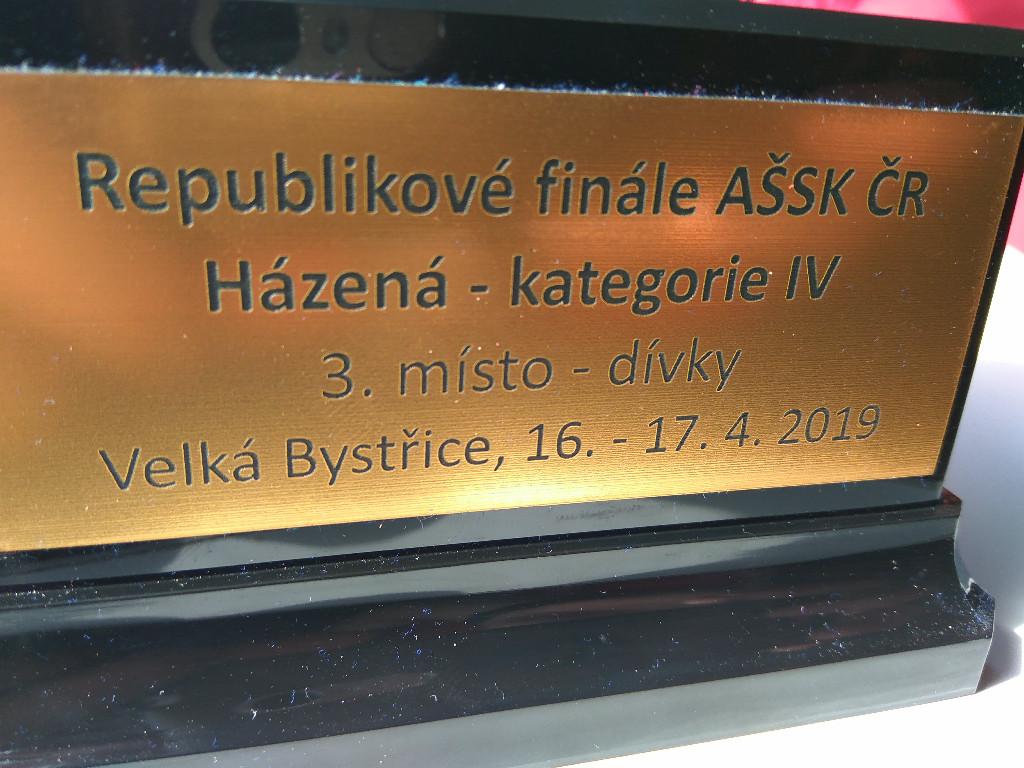 Republikové finále AŠSK ČR
Házená - kategorie IV
3. místo - dívky
Velká Bystřice, 16. - 17. 4. 2019